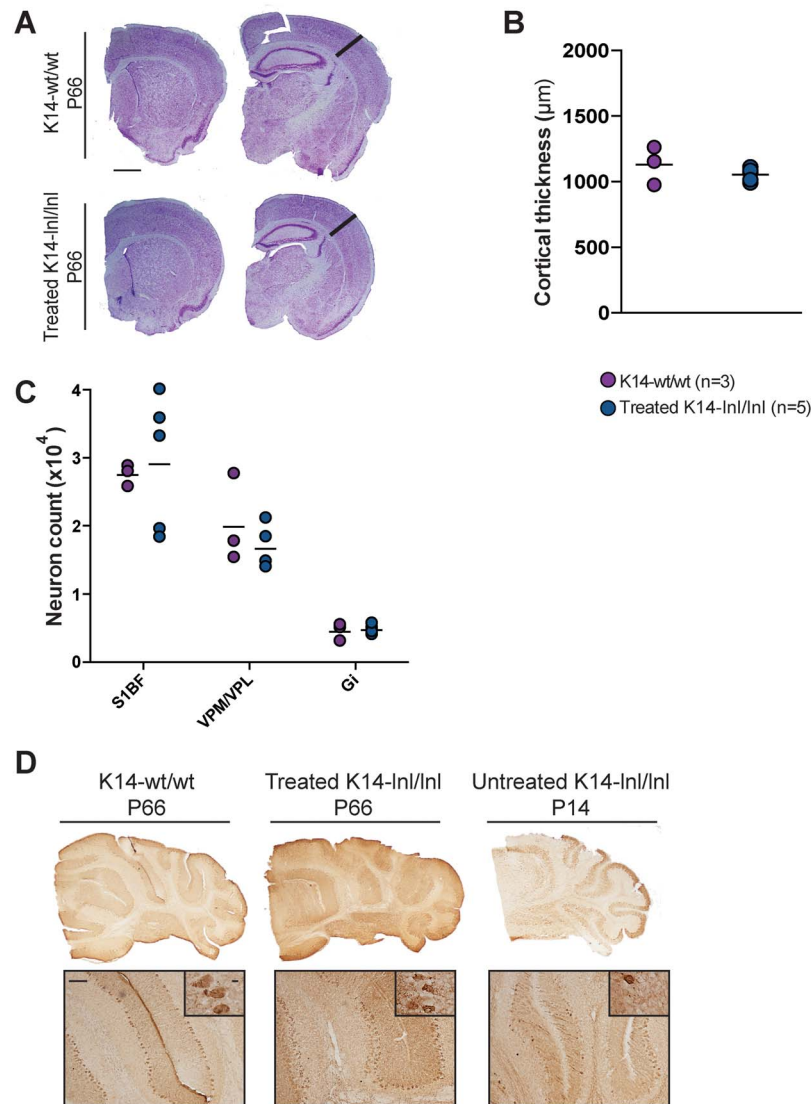 A
K14-wt/wt
P66
Treated K14-lnl/lnl
P66
B
Cortical thickness (µm)
2000
1500
1000
500
0
K14-wt/wt (n=3)
Treated K14-lnl/lnl (n=5)
C
Neuron count (x10⁴)
4
3
2
1
0
S1BF
VPM/VPL
Gi
D
K14-wt/wt
P66
Treated K14-lnl/lnl
P66
Untreated K14-lnl/lnl
P14